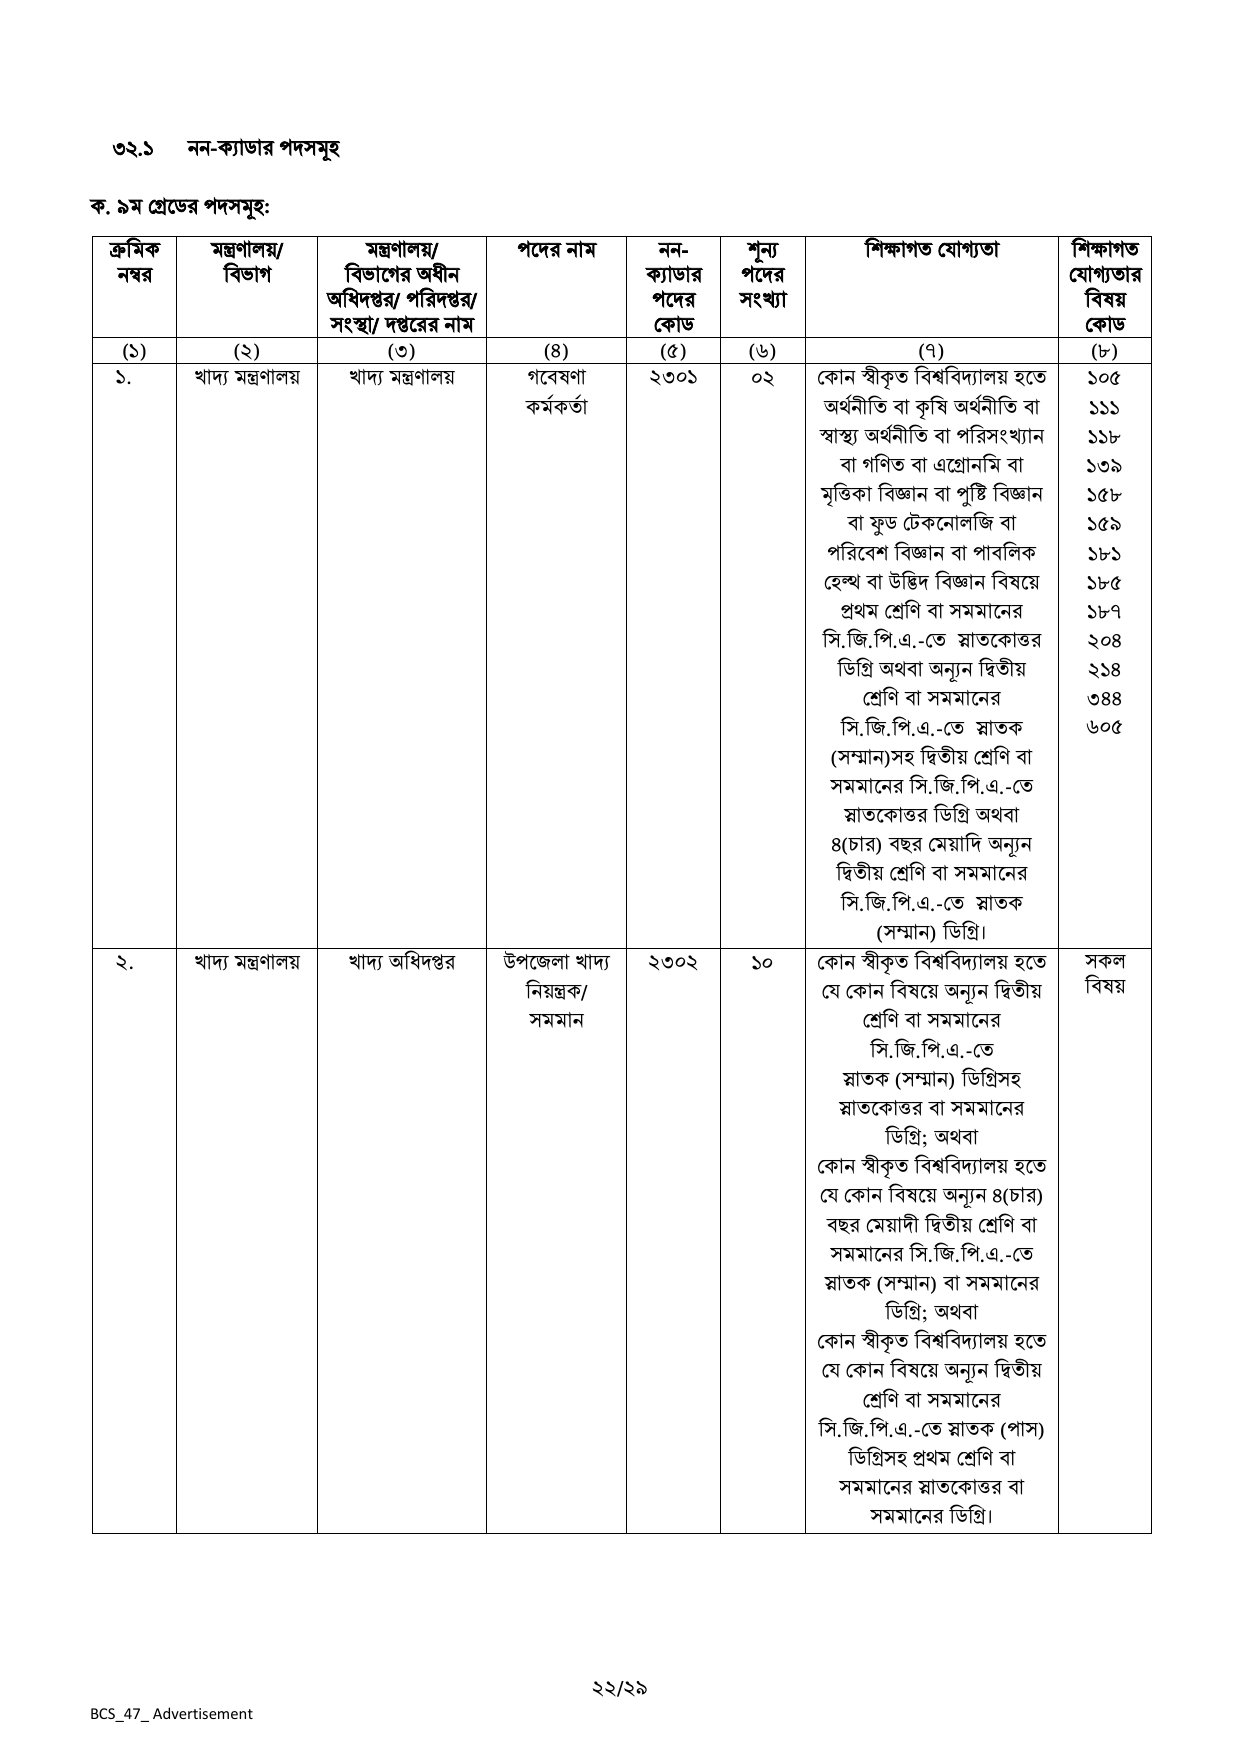 ৩২.১ নন-ক্যাডার পদসমূহ
ক. ৯ম গ্রেডের পদসমূহ:
ক্রমিক নম্বর
মন্ত্রণালয়/ বিভাগ
মন্ত্রণালয়/ বিভাগের অধীন অধিদপ্তর/ পরিদপ্তর/ সংস্থা/ দপ্তরের নাম
পদের নাম
নন-ক্যাডার পদের কোড
শূন্য পদের সংখ্যা
শিক্ষাগত যোগ্যতা
শিক্ষাগত যোগ্যতার বিষয় কোড
(১) (২) (৩) (৪) (৫) (৬) (৭) (৮)
১.
খাদ্য মন্ত্রণালয়
খাদ্য মন্ত্রণালয়
গবেষণা
কর্মকর্তা
২৩০১
০২
কোন স্বীকৃত বিশ্ববিদ্যালয় হতে
অর্থনীতি বা কৃষি অর্থনীতি বা
স্বাস্থ্য অর্থনীতি বা পরিসংখ্যান
বা গণিত বা এগ্রোনমি বা
মৃত্তিকা বিজ্ঞান বা পুষ্টি বিজ্ঞান
বা ফুড টেকনোলজি বা
পরিবেশ বিজ্ঞান বা পাবলিক
হেল্থ বা উদ্ভিদ বিজ্ঞান বিষয়ে
প্রথম শ্রেণি বা সমমানের
সি.জি.পি.এ.-তে স্নাতকোত্তর
ডিগ্রি অথবা অন্যূন দ্বিতীয়
শ্রেণি বা সমমানের
সি.জি.পি.এ.-তে স্নাতক
(সম্মান)সহ দ্বিতীয় শ্রেণি বা
সমমানের সি.জি.পি.এ.-তে
স্নাতকোত্তর ডিগ্রি অথবা
৪(চার) বছর মেয়াদি অন্যূন
দ্বিতীয় শ্রেণি বা সমমানের
সি.জি.পি.এ.-তে স্নাতক
(সম্মান) ডিগ্রি।
১০৫
১১১
১১৮
১৩৯
১৫৮
১৫৯
১৮১
১৮৫
১৮৭
২০৪
২১৪
৩৪৪
৬০৫
২.
খাদ্য মন্ত্রণালয়
খাদ্য অধিদপ্তর
উপজেলা খাদ্য
নিয়ন্ত্রক/
সমমান
২৩০২
১০
কোন স্বীকৃত বিশ্ববিদ্যালয় হতে
যে কোন বিষয়ে অন্যূন দ্বিতীয়
শ্রেণি বা সমমানের
সি.জি.পি.এ.-তে
স্নাতক (সম্মান) ডিগ্রিসহ
স্নাতকোত্তর বা সমমানের
ডিগ্রি; অথবা
কোন স্বীকৃত বিশ্ববিদ্যালয় হতে
যে কোন বিষয়ে অন্যূন ৪(চার)
বছর মেয়াদী দ্বিতীয় শ্রেণি বা
সমমানের সি.জি.পি.এ.-তে
স্নাতক (সম্মান) বা সমমানের
ডিগ্রি; অথবা
কোন স্বীকৃত বিশ্ববিদ্যালয় হতে
যে কোন বিষয়ে অন্যূন দ্বিতীয়
শ্রেণি বা সমমানের
সি.জি.পি.এ.-তে স্নাতক (পাস)
ডিগ্রিসহ প্রথম শ্রেণি বা
সমমানের স্নাতকোত্তর বা
সমমানের ডিগ্রি।
সকল
বিষয়
২২/২৯
BCS_47_ Advertisement